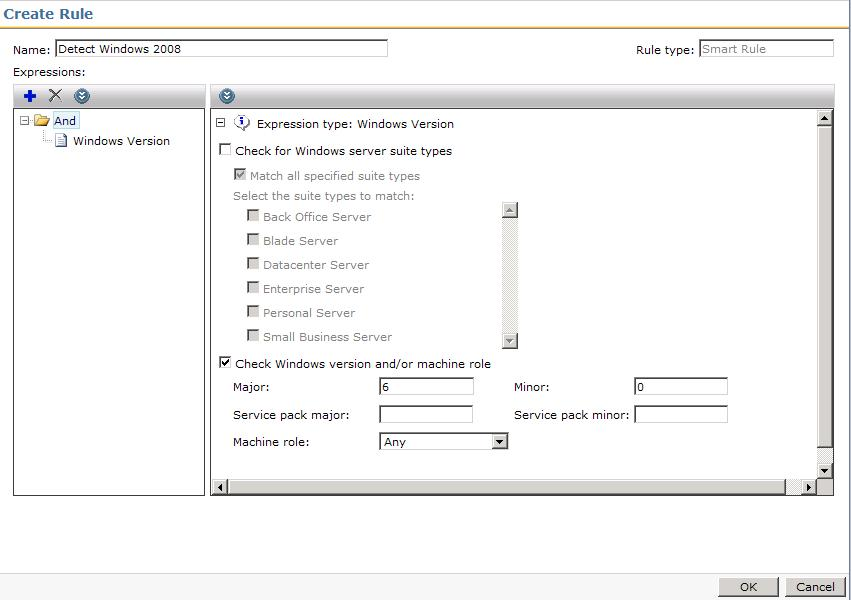 Create Rule
Name: Detect Windows 2008 Rule type: Smart Rule
Expressions:
And
Windows Version
Expression type: Windows Version
Check for Windows server suite types
Match all specified suite types
Select the suite types to match:
Back Office Server
Blade Server
Datacenter Server
Enterprise Server
Personal Server
Small Business Server
Check Windows version and/or machine role
Major: 6 Minor: 0
Service pack major: Service pack minor:
Machine role: Any
OK Cancel